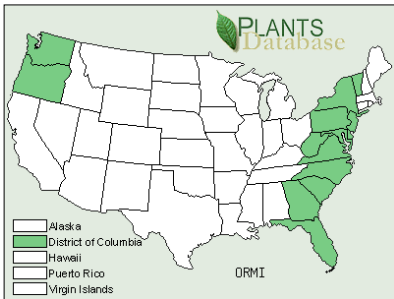 PLANTS
Database
Alaska
District of Columbia
Hawaii
Puerto Rico
Virgin Islands
ORMI